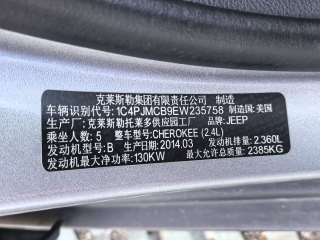 克莱斯勒集团有限责任公司 制造
车辆识别代号:1C4PJMCB9EW235758 制造国:美国
生产厂:克莱斯勒托莱多供应园工厂 品牌:JEEP
乘坐人数:5 整车型号:CHEROKEE (2.4L)
发动机型号:B 生产日期:2014.03 发动机排量:2.360L
发动机最大净功率:130KW 最大允许总质量:2385KG